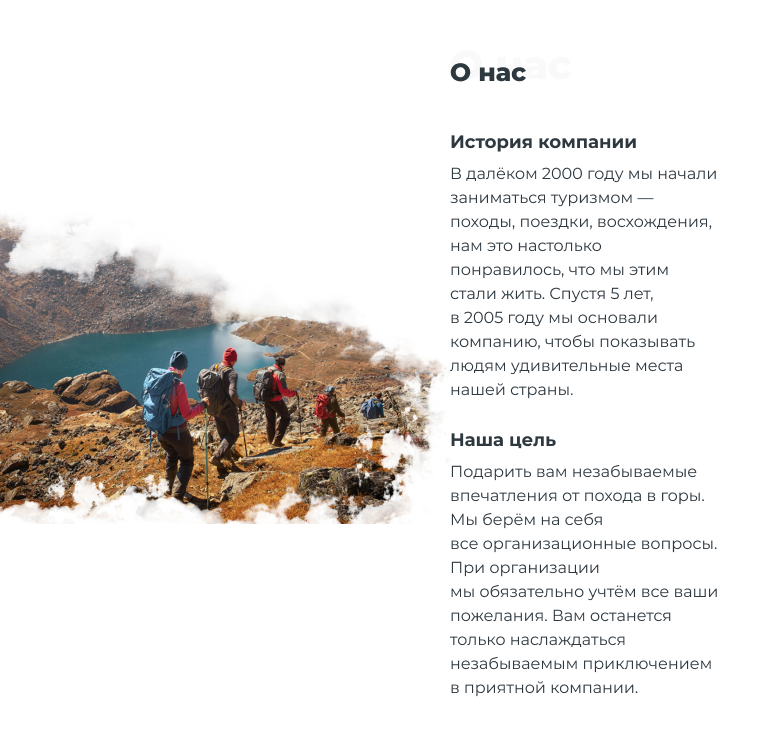 О нас
О нас
История компании
В далёком 2000 году мы начали
заниматься туризмом —
походы, поездки, восхождения,
нам это настолько
понравилось, что мы этим
стали жить. Спустя 5 лет,
в 2005 году мы основали
компанию, чтобы показывать
людям удивительные места
нашей страны.
Наша цель
Подарить вам незабываемые
впечатления от похода в горы.
Мы берём на себя
все организационные вопросы.
При организации
мы обязательно учтём все ваши
пожелания. Вам останется
только наслаждаться
незабываемым приключением
в приятной компании.